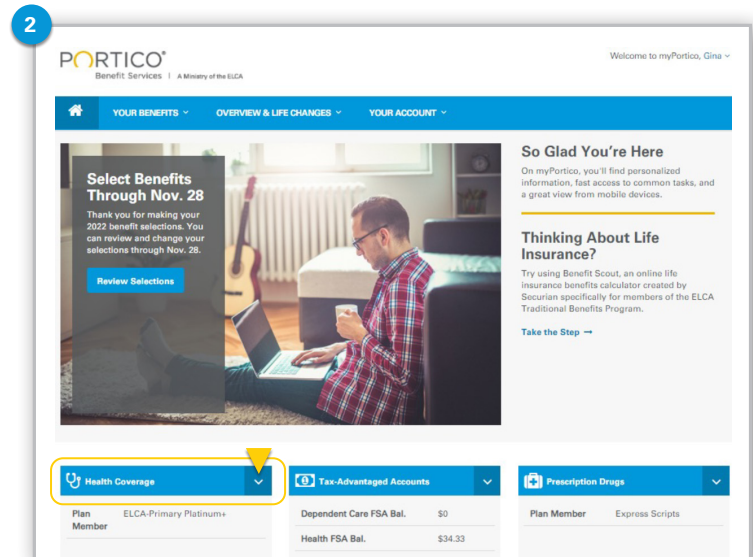 2
PORTICO®
Benefit Services | A Ministry of the ELCA
Welcome to myPortico, Gina
YOUR BENEFITS
OVERVIEW & LIFE CHANGES
YOUR ACCOUNT
Select Benefits
Through Nov. 28
Thank you for making your
2022 benefit selections. You
can review and change your
selections through Nov. 28.
Review Selections
So Glad You're Here
On myPortico, you'll find personalized
information, fast access to common tasks, and
a great view from mobile devices.
Thinking About Life
Insurance?
Try using Benefit Scout, an online life
insurance benefits calculator created by
Securian specifically for members of the ELCA
Traditional Benefits Program.
Take the Step →
Health Coverage
Plan Member ELCA-Primary Platinum+
Tax-Advantaged Accounts
Dependent Care FSA Bal. $0
Health FSA Bal. $34.33
Prescription Drugs
Plan Member Express Scripts